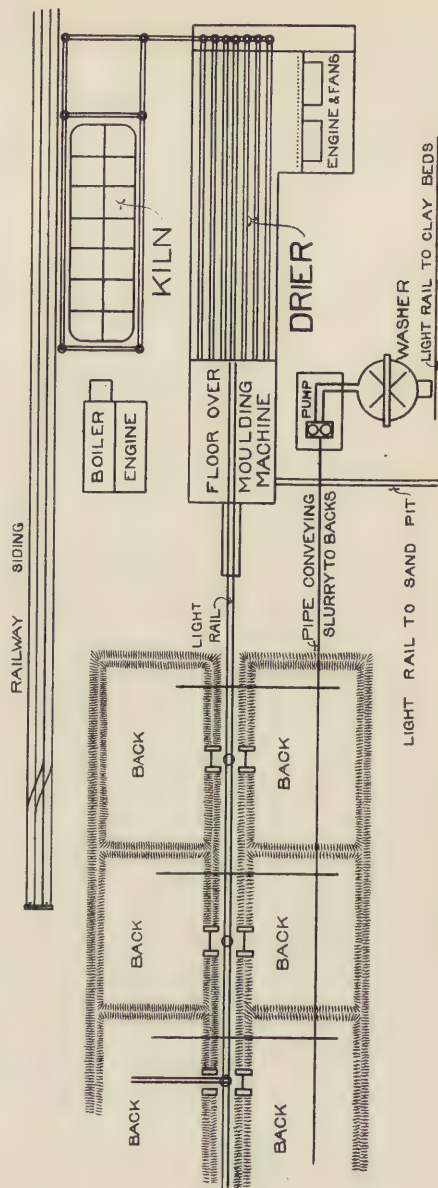 RAILWAY SIDING
KILN
BOILER
ENGINE
DRIER
ENGINE & FANS
FLOOR OVER
MOULDING
MACHINE
PUMP
WASHER
LIGHT RAIL TO CLAY BEDS
LIGHT
RAIL
PIPE CONVEYING
SLURRY TO BACKS
LIGHT RAIL TO SAND PIT
BACK
BACK
BACK
BACK
BACK
BACK